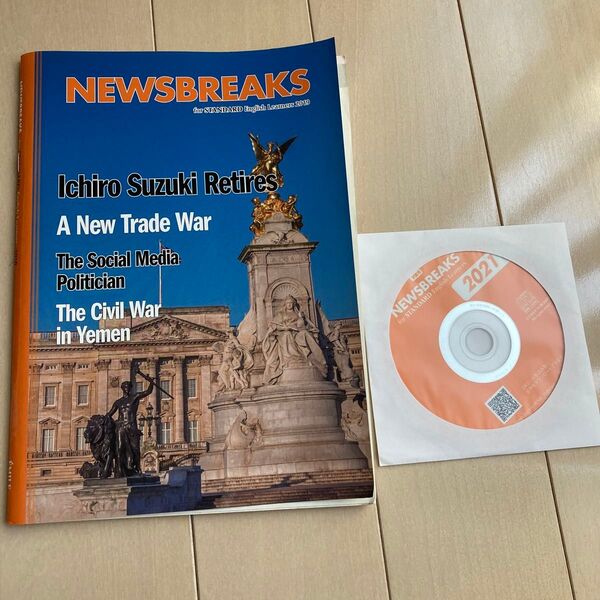 NEWSBREAKS
for STANDARD English Learners 2019
Ichiro Suzuki Retires
A New Trade War
The Social Media
Politician
The Civil War
in Yemen
NEWSBREAKS
for STANDARD English Learners
2021